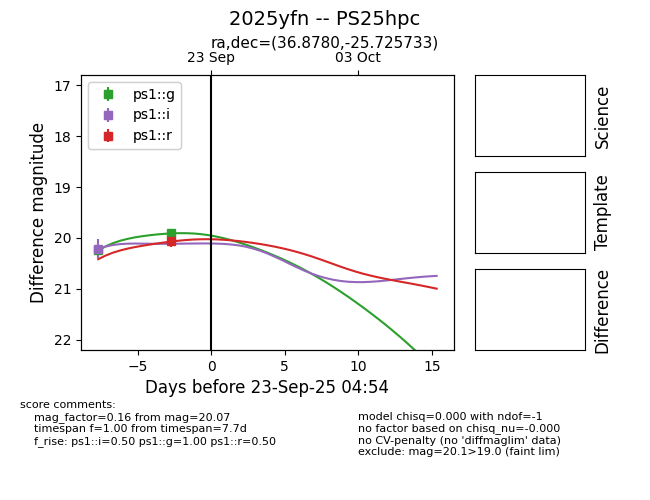 2025yfn -- PS25hpc
ra,dec=(36.8780,-25.725733)
23 Sep
03 Oct
ps1::g
ps1::i
ps1::r
17
18
19
20
21
22
Difference magnitude
−5
0
5
10
15
Days before 23-Sep-25 04:54
Science
Template
Difference
score comments:
mag_factor=0.16 from mag=20.07
timespan f=1.00 from timespan=7.7d
f_rise: ps1::i=0.50 ps1::g=1.00 ps1::r=0.50
model chisq=0.000 with ndof=-1
no factor based on chisq_nu=-0.000
no CV-penalty (no 'diffmaglim' data)
exclude: mag=20.1>19.0 (faint lim)